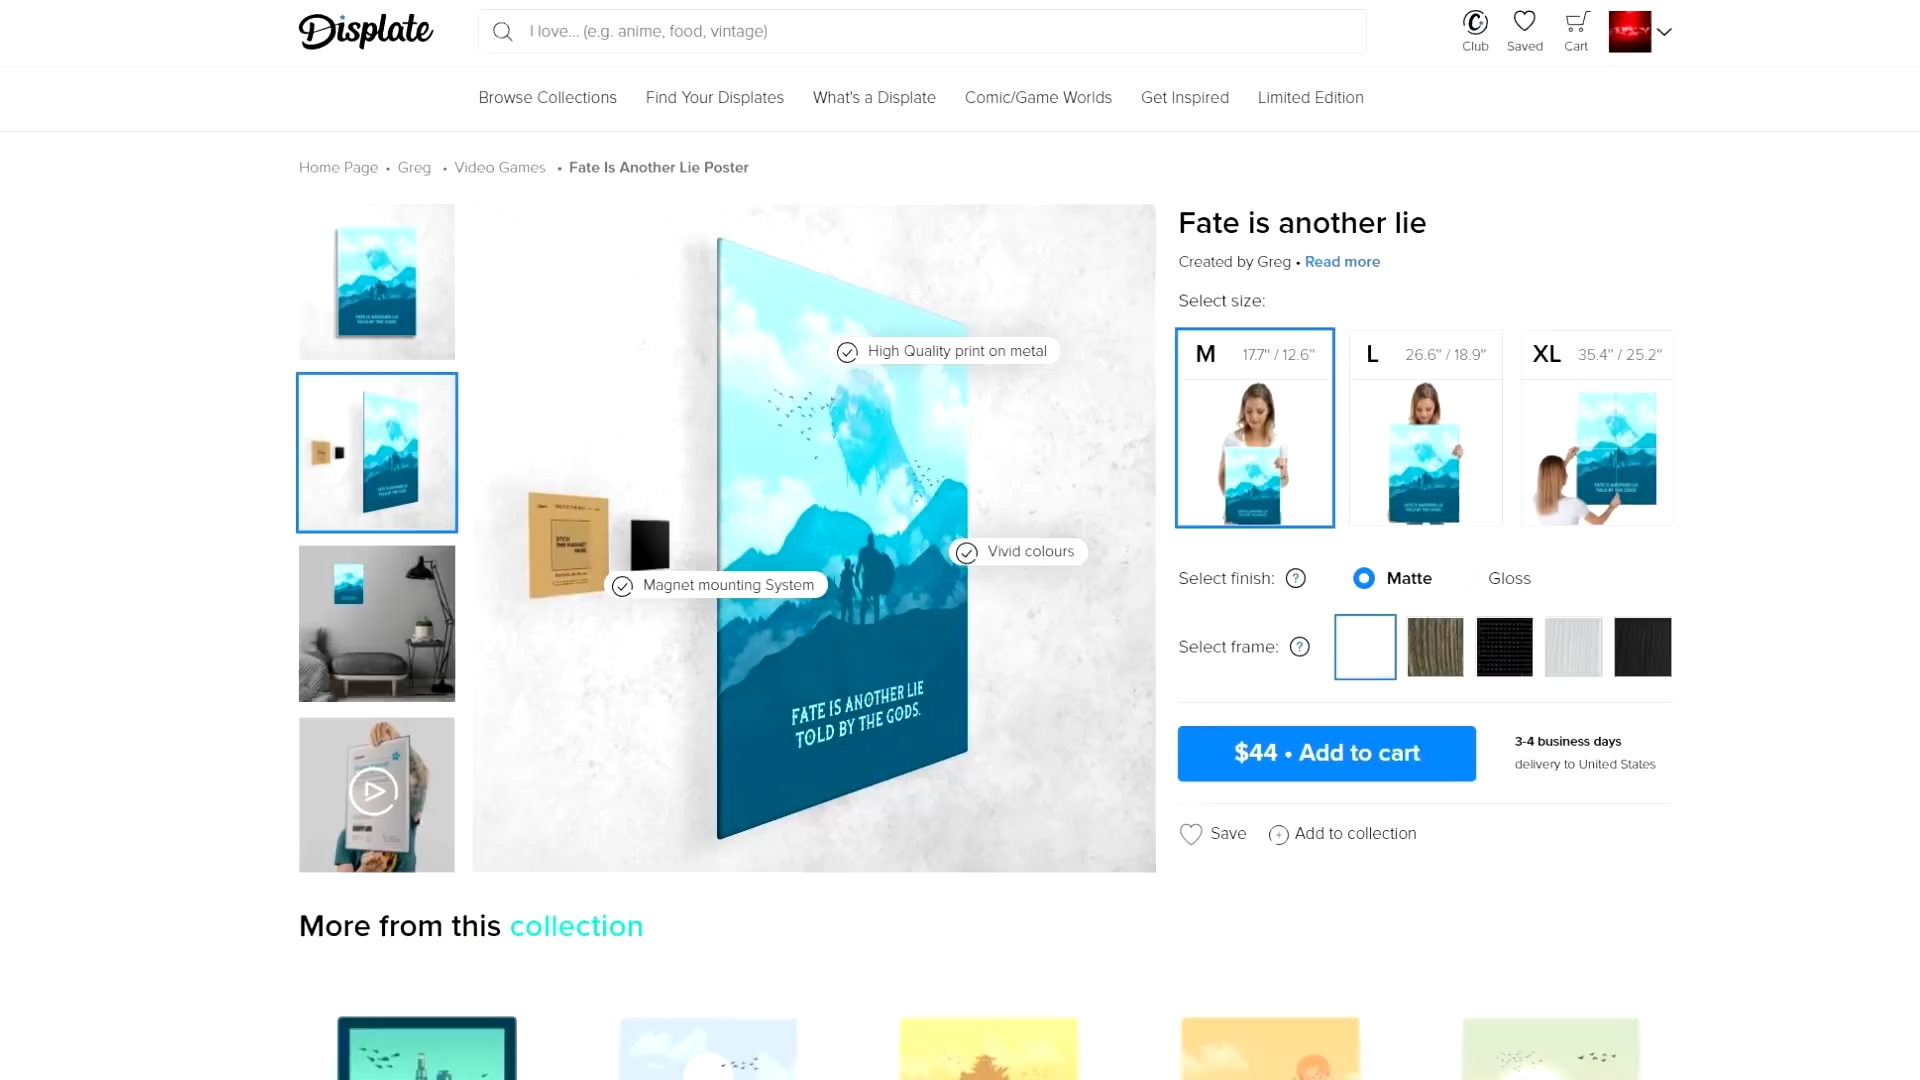 Displate
I love... (e.g. anime, food, vintage)
Club
Saved
Cart
Browse Collections
Find Your Displates
What's a Displate
Comic/Game Worlds
Get Inspired
Limited Edition
Home Page • Greg • Video Games • Fate Is Another Lie Poster
High Quality print on metal
Vivid colours
STICK
THE MAGNET
HERE
Magnet mounting System
FATE IS ANOTHER LIE
TOLD BY THE GODS.
Fate is another lie
Created by Greg • Read more
Select size:
M 17.7" / 12.6"
L 26.6" / 18.9"
XL 35.4" / 25.2"
Select finish: ? Matte Gloss
Select frame: ?
$44 • Add to cart
3-4 business days
delivery to United States
Save
Add to collection
More from this collection